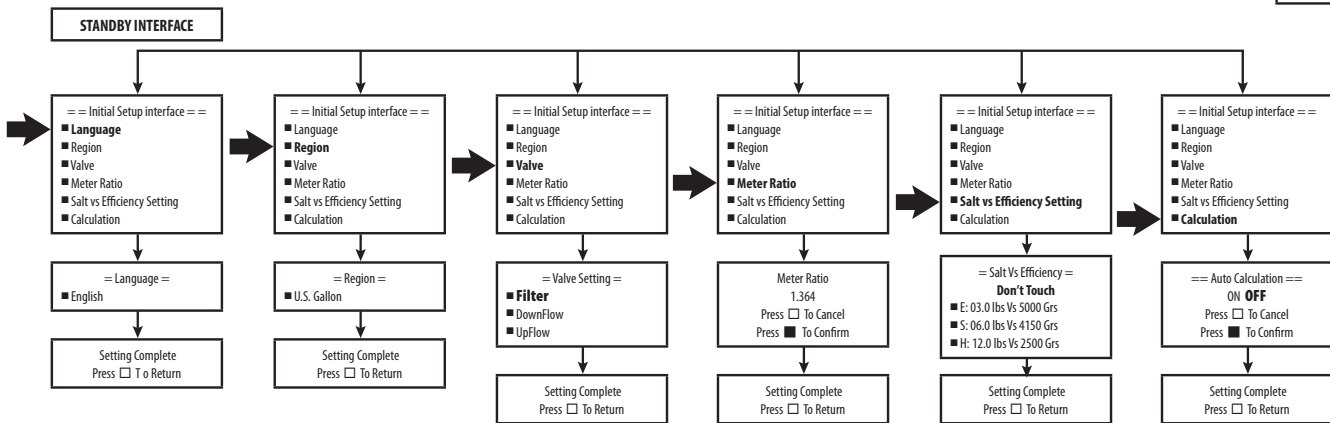 STANDBY INTERFACE
= = Initial Setup interface = =
■ Language
■ Region
■ Valve
■ Meter Ratio
■ Salt vs Efficiency Setting
■ Calculation
= Language =
■ English
Setting Complete
Press □ T o Return
= = Initial Setup interface = =
■ Language
■ Region
■ Valve
■ Meter Ratio
■ Salt vs Efficiency Setting
■ Calculation
= Region =
■ U.S. Gallon
Setting Complete
Press □ To Return
= = Initial Setup interface = =
■ Language
■ Region
■ Valve
■ Meter Ratio
■ Salt vs Efficiency Setting
■ Calculation
= Valve Setting =
■ Filter
■ DownFlow
■ UpFlow
Setting Complete
Press □ To Return
= = Initial Setup interface = =
■ Language
■ Region
■ Valve
■ Meter Ratio
■ Salt vs Efficiency Setting
■ Calculation
Meter Ratio
1.364
Press □ To Cancel
Press ■ To Confirm
Setting Complete
Press □ To Return
= = Initial Setup interface = =
■ Language
■ Region
■ Valve
■ Meter Ratio
■ Salt vs Efficiency Setting
■ Calculation
= Salt Vs Efficiency =
Don't Touch
■ E: 03.0 lbs Vs 5000 Grs
■ S: 06.0 lbs Vs 4150 Grs
■ H: 12.0 lbs Vs 2500 Grs
Setting Complete
Press □ To Return
= = Initial Setup interface = =
■ Language
■ Region
■ Valve
■ Meter Ratio
■ Salt vs Efficiency Setting
■ Calculation
== Auto Calculation ==
ON OFF
Press □ To Cancel
Press ■ To Confirm
Setting Complete
Press □ To Return